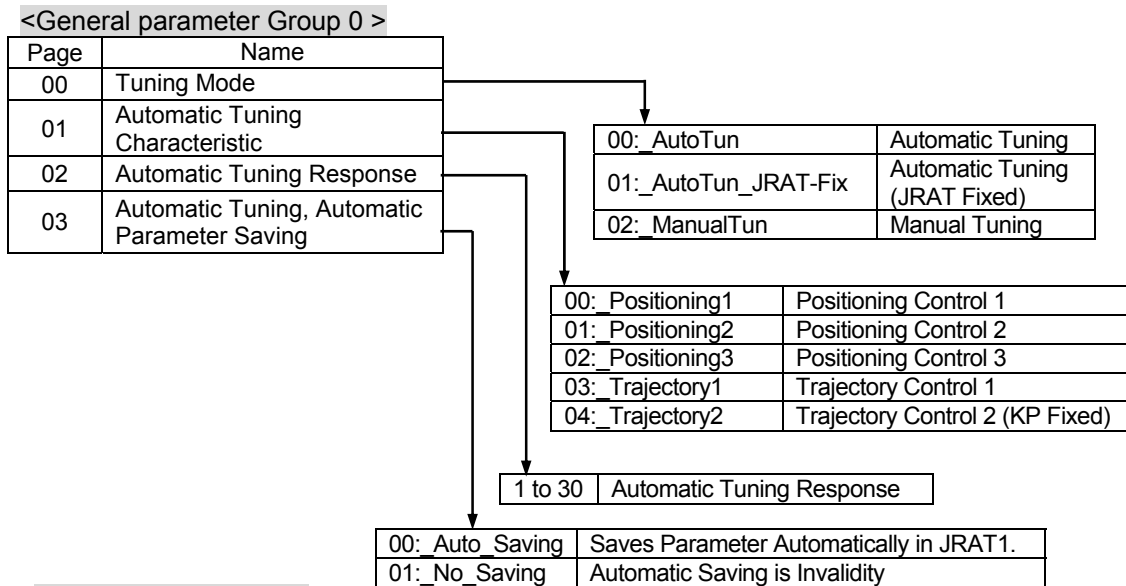 <General parameter Group 0 >
Page Name
00 Tuning Mode
01 Automatic Tuning
Characteristic
02 Automatic Tuning Response
03 Automatic Tuning, Automatic
Parameter Saving
00:_AutoTun Automatic Tuning
01:_AutoTun_JRAT-Fix Automatic Tuning
(JRAT Fixed)
02:_ManualTun Manual Tuning
00:_Positioning1 Positioning Control 1
01:_Positioning2 Positioning Control 2
02:_Positioning3 Positioning Control 3
03:_Trajectory1 Trajectory Control 1
04:_Trajectory2 Trajectory Control 2 (KP Fixed)
1 to 30 Automatic Tuning Response
00:_Auto_Saving Saves Parameter Automatically in JRAT1.
01:_No_Saving Automatic Saving is Invalidity